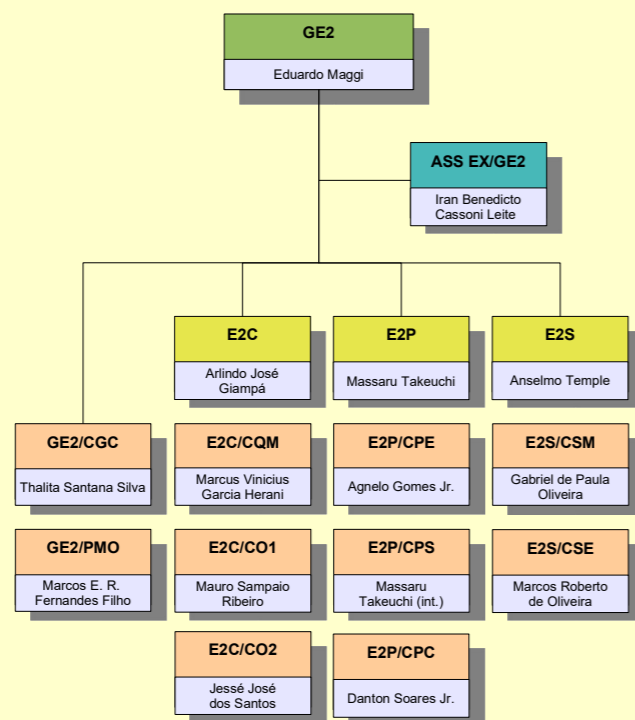 GE2
Eduardo Maggi
ASS EX/GE2
Iran Benedicto
Cassoni Leite
E2C
Arlindo José
Giampá
E2P
Massaru Takeuchi
E2S
Anselmo Temple
GE2/CGC
Thalita Santana Silva
E2C/CQM
Marcus Vinicius
Garcia Herani
E2P/CPE
Agnelo Gomes Jr.
E2S/CSM
Gabriel de Paula
Oliveira
GE2/PMO
Marcos E. R.
Fernandes Filho
E2C/CO1
Mauro Sampaio
Ribeiro
E2P/CPS
Massaru
Takeuchi (int.)
E2S/CSE
Marcos Roberto
de Oliveira
E2C/CO2
Jessé José
dos Santos
E2P/CPC
Danton Soares Jr.